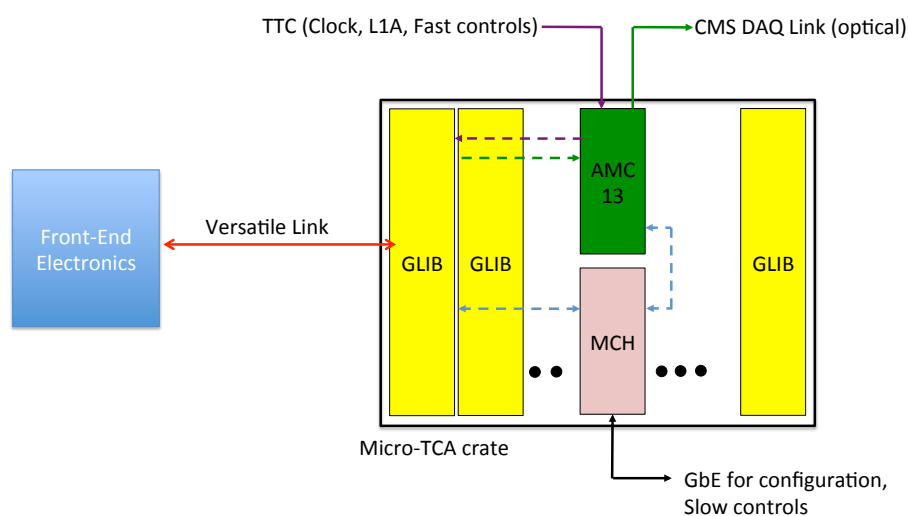 TTC (Clock, L1A, Fast controls)
CMS DAQ Link (optical)
AMC
13
Versatile Link
Front-End
Electronics
GLIB
GLIB
GLIB
MCH
Micro-TCA crate
GbE for configuration,
Slow controls